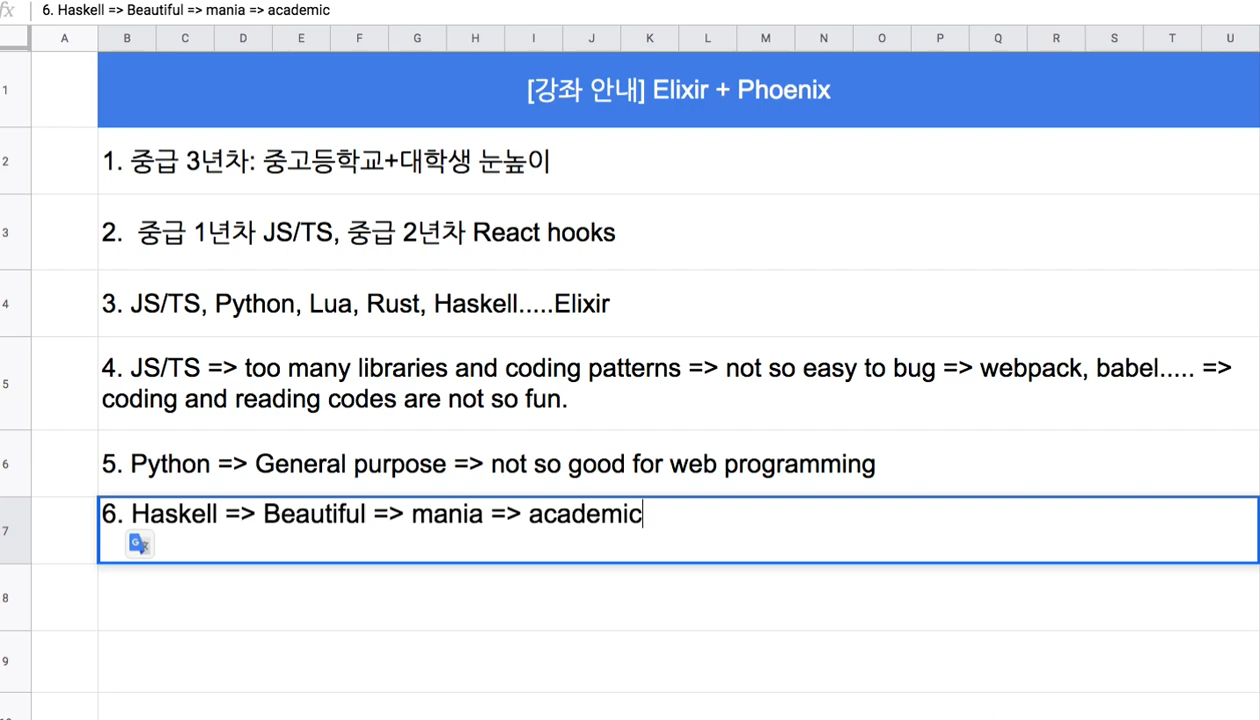 fx 6. Haskell => Beautiful => mania => academic
A B C D E F G H I J K L M N O P Q R S T U
1 [강좌 안내] Elixir + Phoenix
2 1. 중급 3년차: 중고등학교+대학생 눈높이
3 2. 중급 1년차 JS/TS, 중급 2년차 React hooks
4 3. JS/TS, Python, Lua, Rust, Haskell.....Elixir
5 4. JS/TS => too many libraries and coding patterns => not so easy to bug => webpack, babel..... =>
coding and reading codes are not so fun.
6 5. Python => General purpose => not so good for web programming
7 6. Haskell => Beautiful => mania => academic
8
9